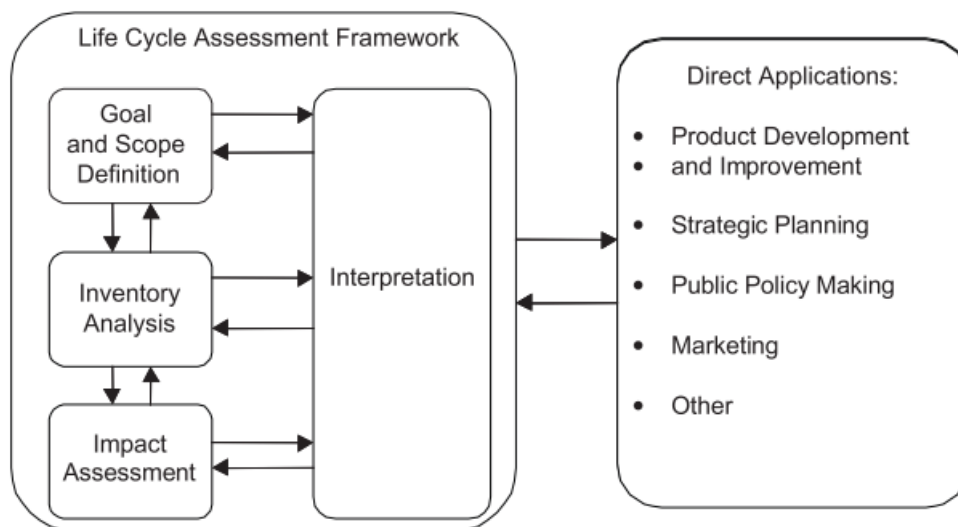 Life Cycle Assessment Framework
Goal
and Scope
Definition
Inventory
Analysis
Impact
Assessment
Interpretation
Direct Applications:
• Product Development
• and Improvement
• Strategic Planning
• Public Policy Making
• Marketing
• Other